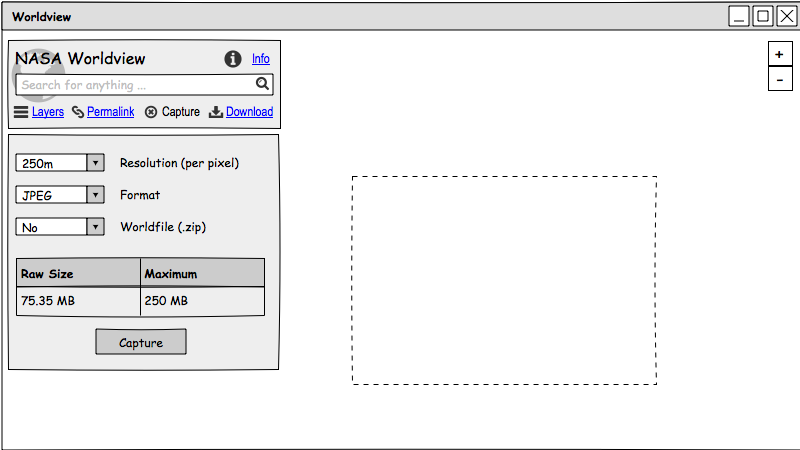 Worldview
NASA Worldview Info
Search for anything ...
Layers Permalink Capture Download
250m Resolution (per pixel)
JPEG Format
No Worldfile (.zip)
Raw Size Maximum
75.35 MB 250 MB
Capture
+
-